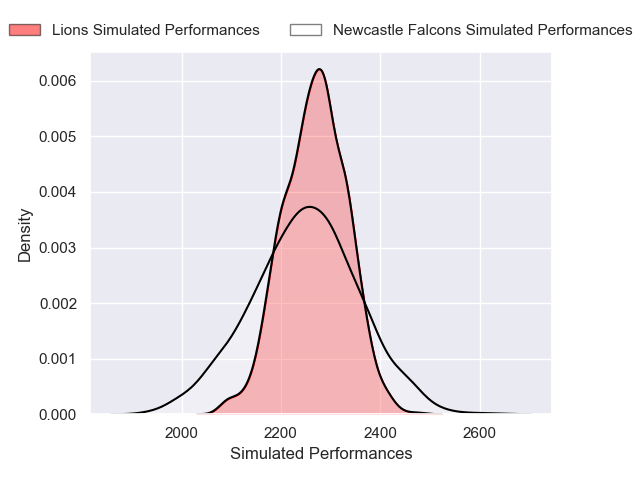 Lions Simulated Performances
Newcastle Falcons Simulated Performances
0.006
0.005
0.004
0.003
0.002
0.001
0.000
Density
2000
2200
2400
2600
Simulated Performances